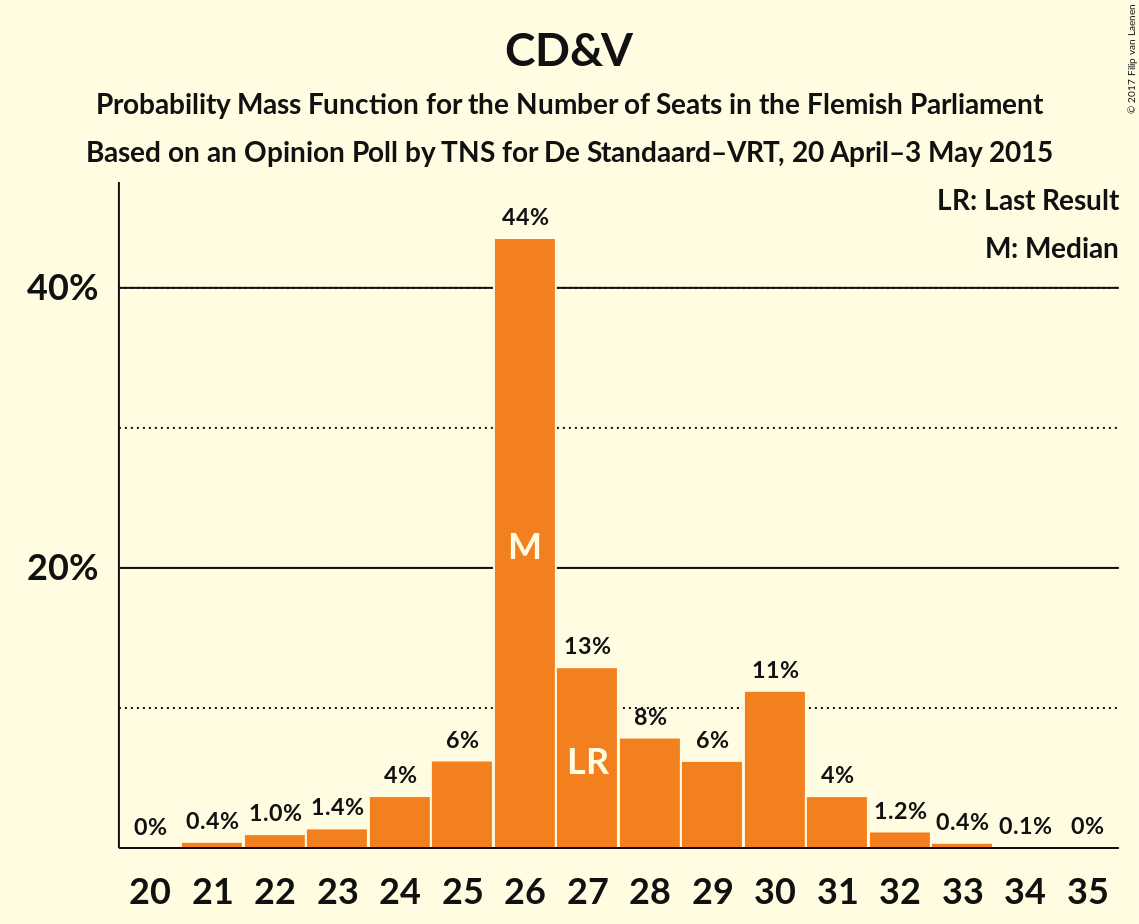 CD&V
Probability Mass Function for the Number of Seats in the Flemish Parliament
Based on an Opinion Poll by TNS for De Standaard–VRT, 20 April–3 May 2015
© 2017 Filip van Laenen
LR: Last Result
M: Median
40%
20%
0%
0.4%
1.0%
1.4%
4%
6%
44%
13%
8%
6%
11%
4%
1.2%
0.4%
0.1%
0%
M
LR
20 21 22 23 24 25 26 27 28 29 30 31 32 33 34 35